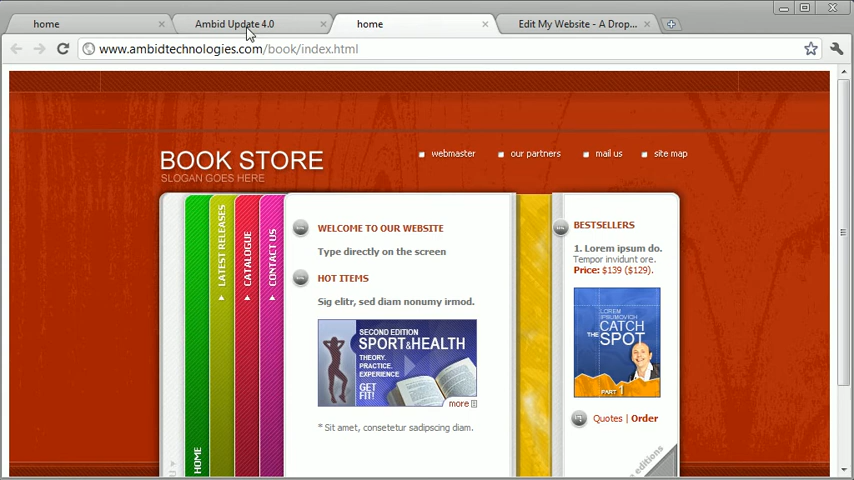 home
Ambid Update 4.0
home
Edit My Website - A Drop...
www.ambidtechnologies.com/book/index.html
BOOK STORE
SLOGAN GOES HERE
webmaster
our partners
mail us
site map
HOME
LATEST RELEASES
CATALOGUE
CONTACT US
WELCOME TO OUR WEBSITE
Type directly on the screen
HOT ITEMS
Sig elitr, sed diam nonumy irmod.
SECOND EDITION
SPORT&HEALTH
THEORY.
PRACTICE.
EXPERIENCE.
GET
FIT!
more
* Sit amet, consetetur sadipscing diam.
BESTSELLERS
1. Lorem ipsum do.
Tempor invidunt ore.
Price: $139 ($129).
LOREM
IPSUMOVICH
CATCH
THE SPOT
PART 1
Quotes | Order
editions